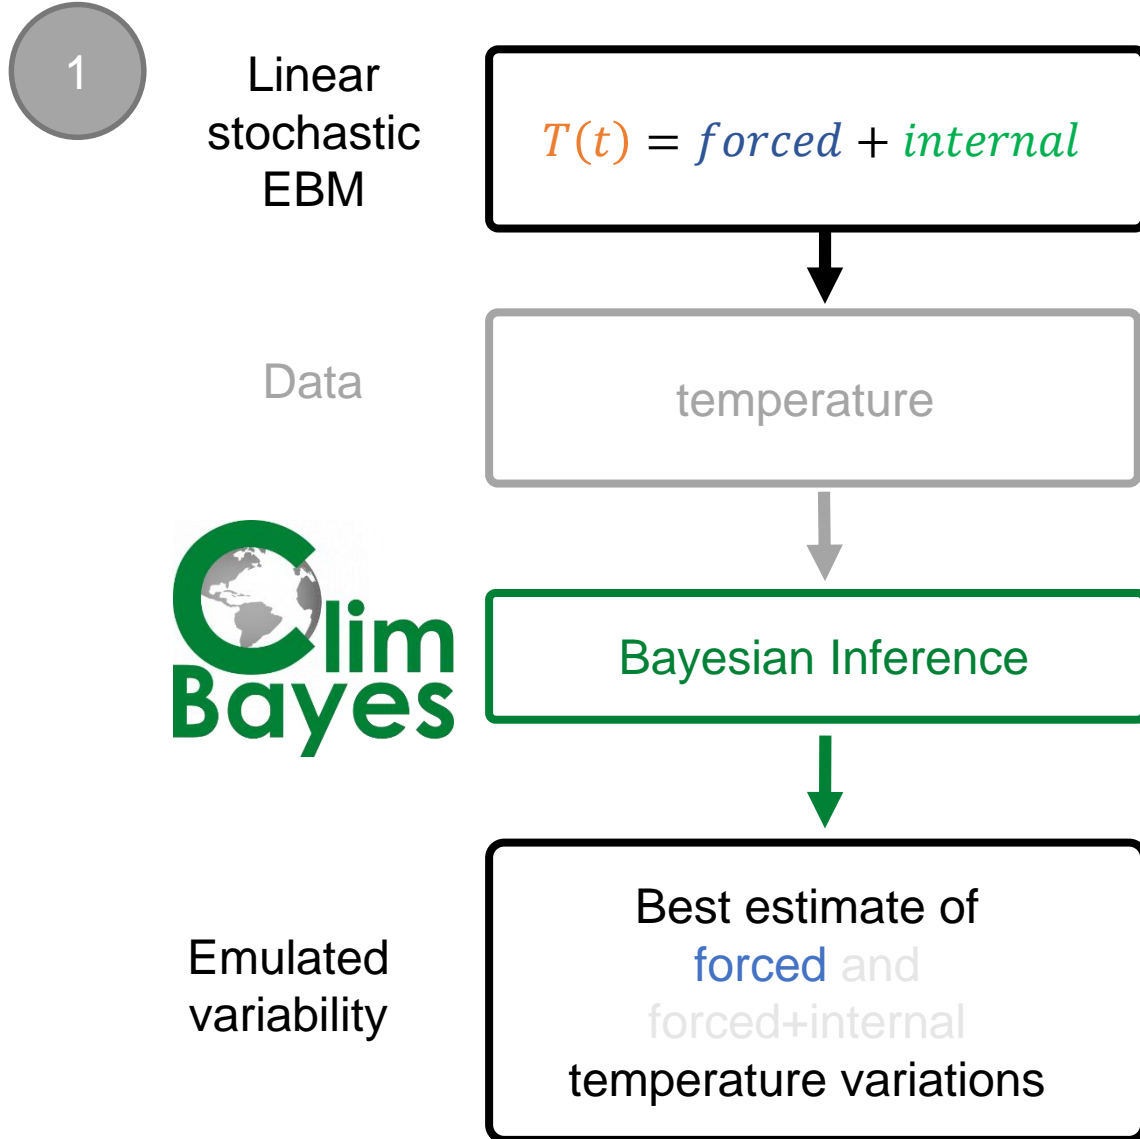 1
Linear
stochastic
EBM
T(t) = forced + internal
Data
temperature
Clim
Bayes
Bayesian Inference
Emulated
variability
Best estimate of
forced and
forced+internal
temperature variations